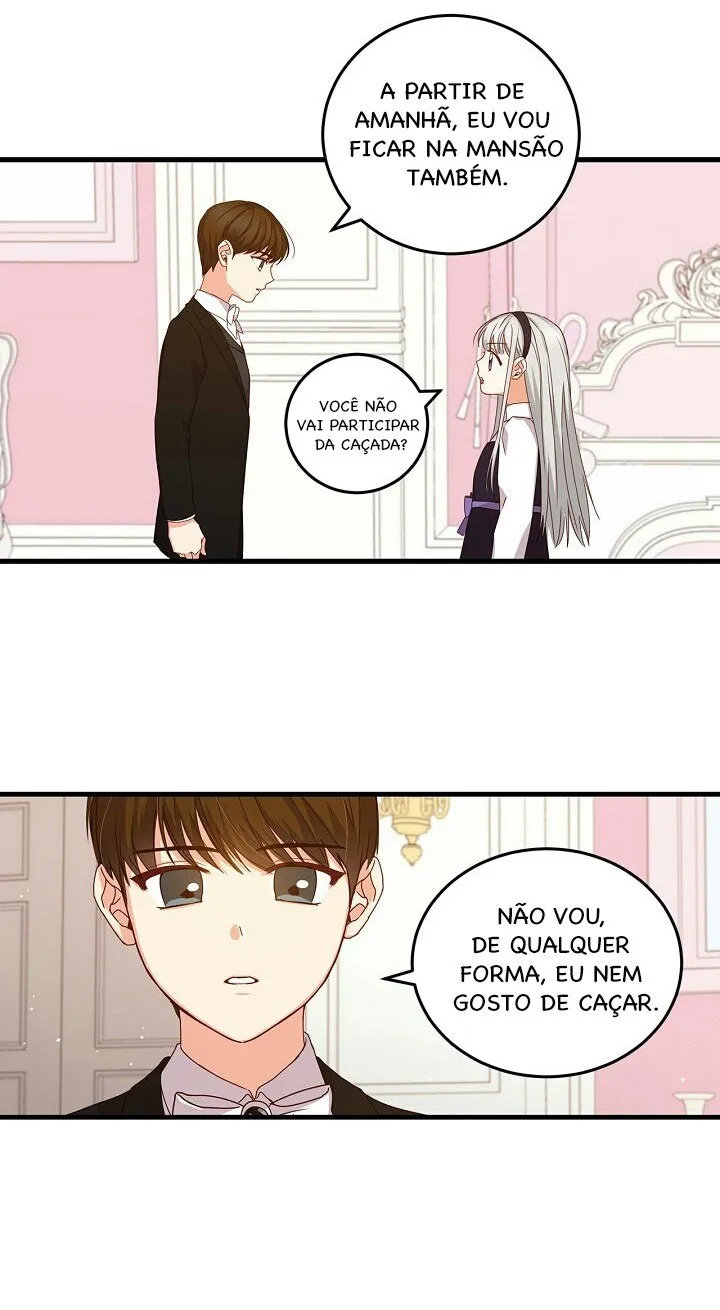 A PARTIR DE
AMANHÃ, EU VOU
FICAR NA MANSÃO
TAMBÉM.
VOCÊ NÃO
VAI PARTICIPAR
DA CAÇADA?
NÃO VOU,
DE QUALQUER
FORMA, EU NEM
GOSTO DE CAÇAR.